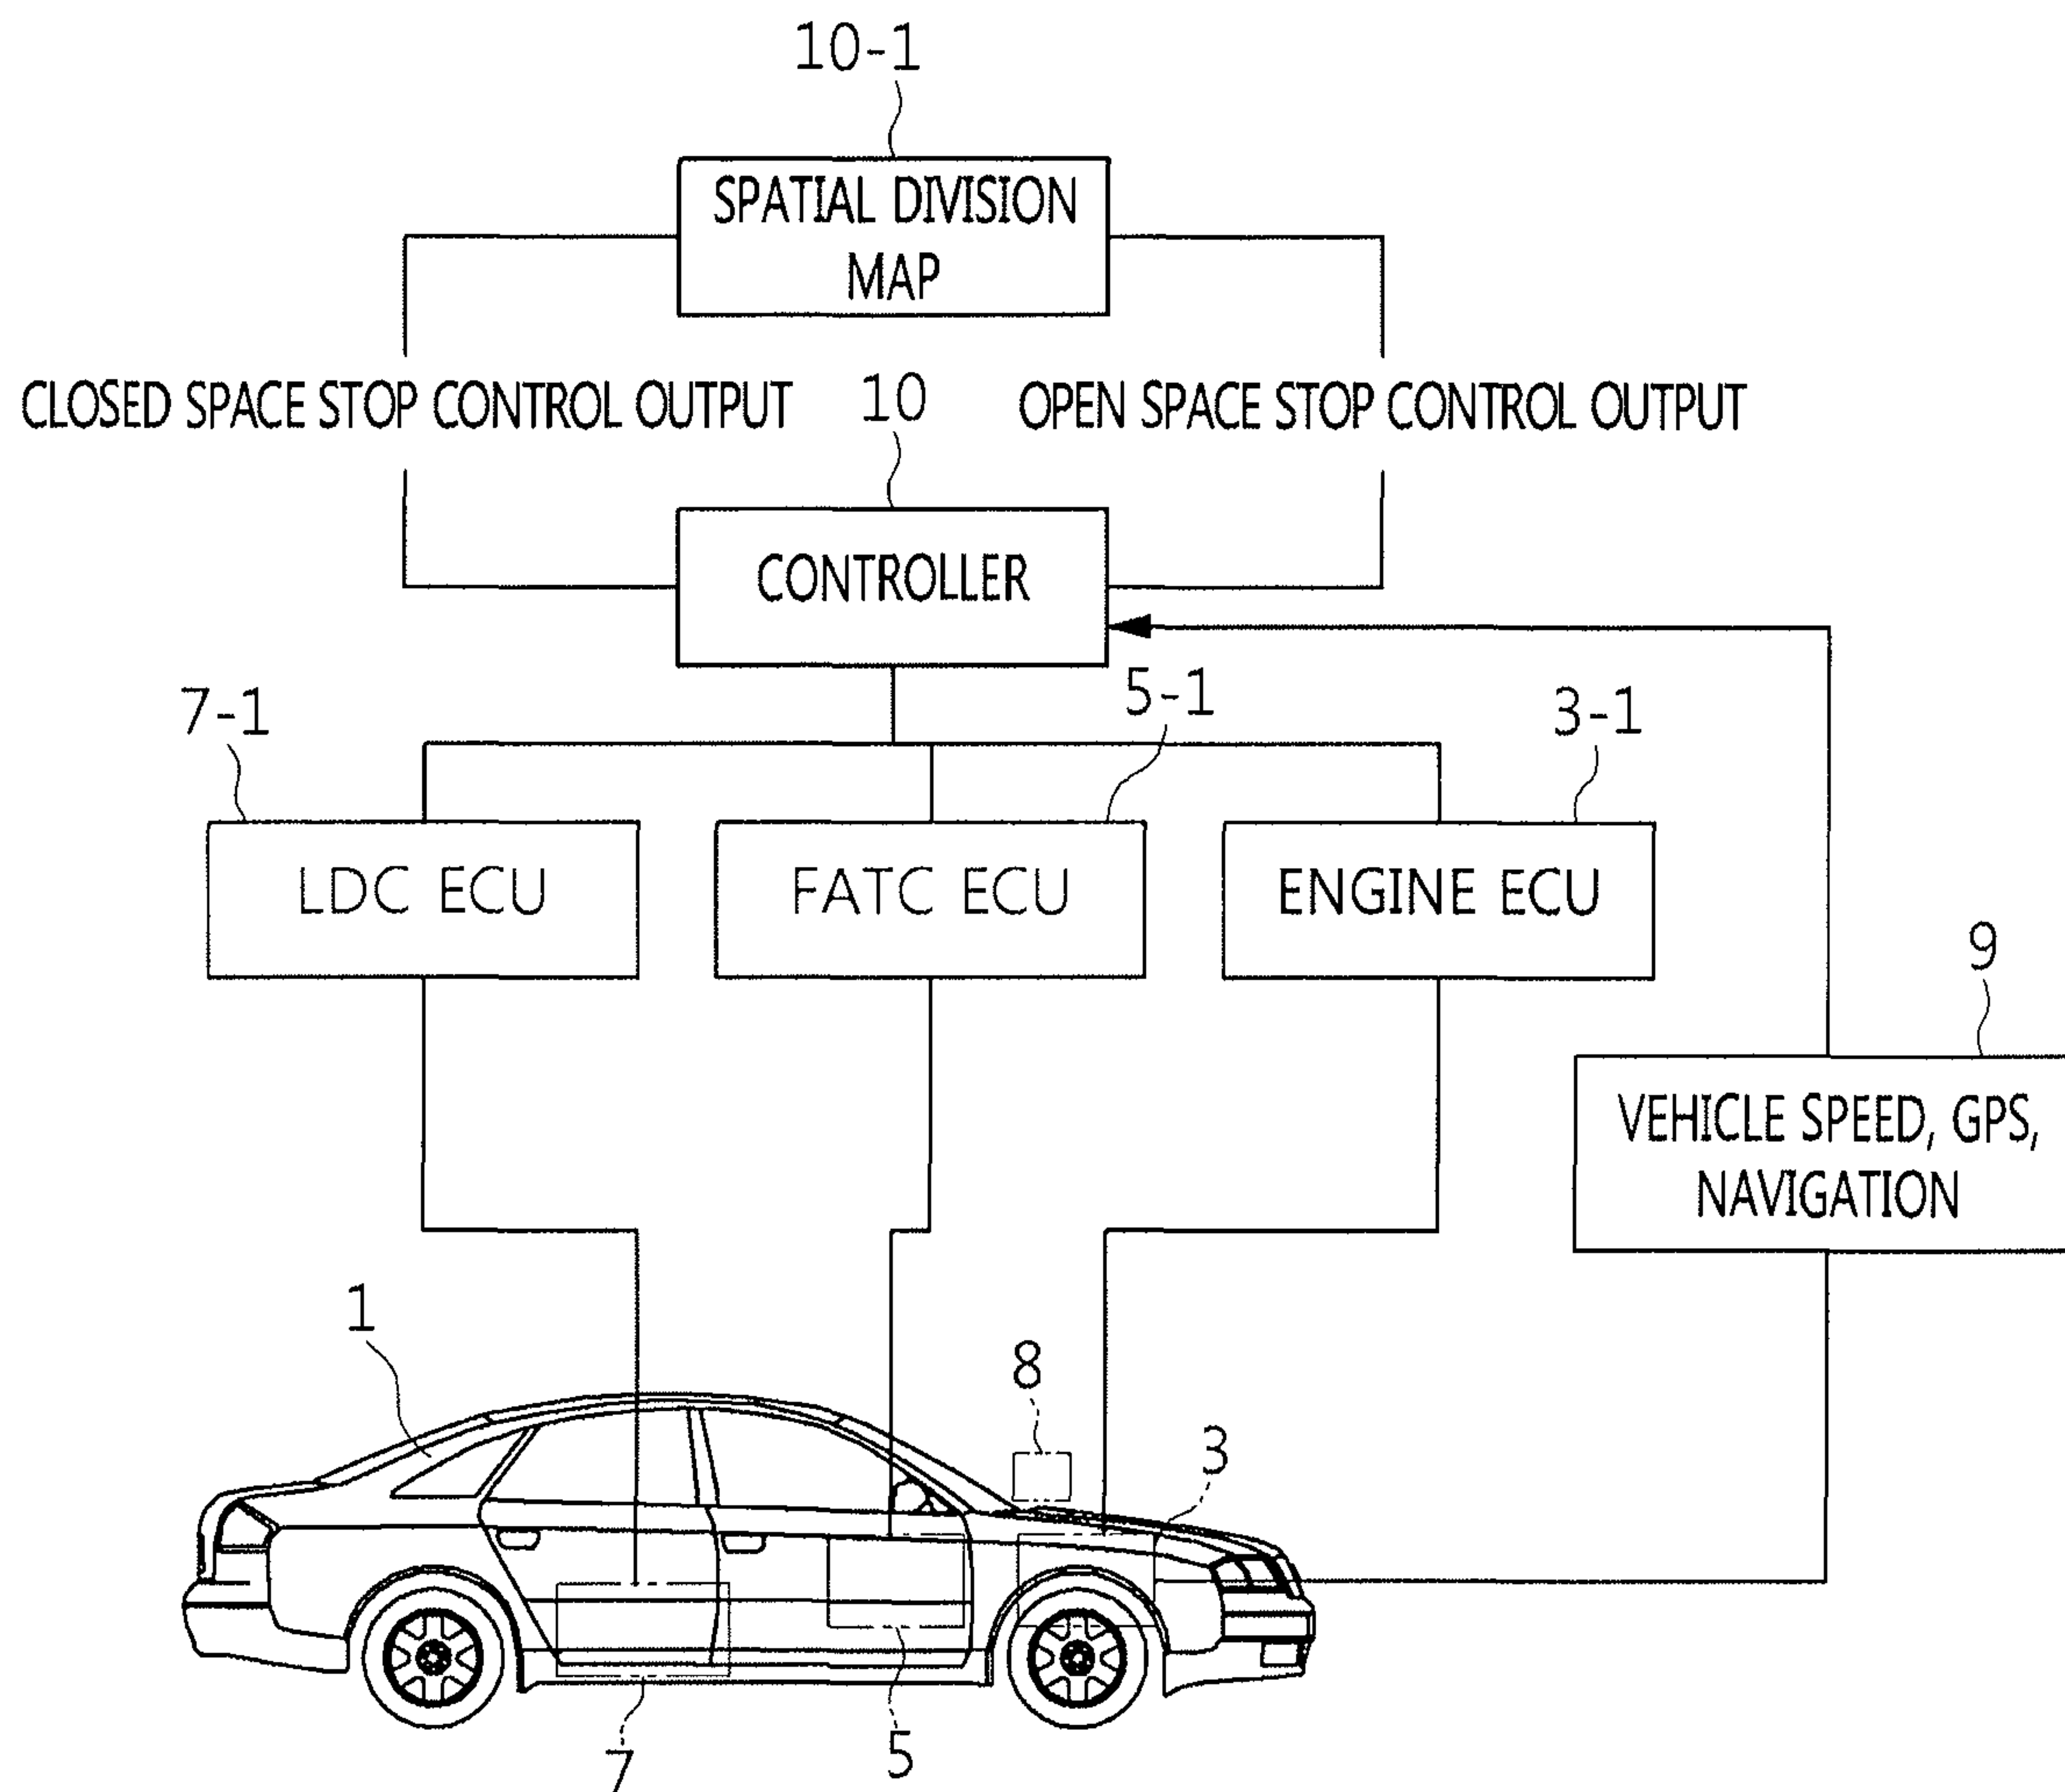 10-1
SPATIAL DIVISION
MAP
CLOSED SPACE STOP CONTROL OUTPUT
10
OPEN SPACE STOP CONTROL OUTPUT
CONTROLLER
7-1
5-1
3-1
LDC ECU
FATC ECU
ENGINE ECU
9
VEHICLE SPEED, GPS,
NAVIGATION
1
8
3
7
5